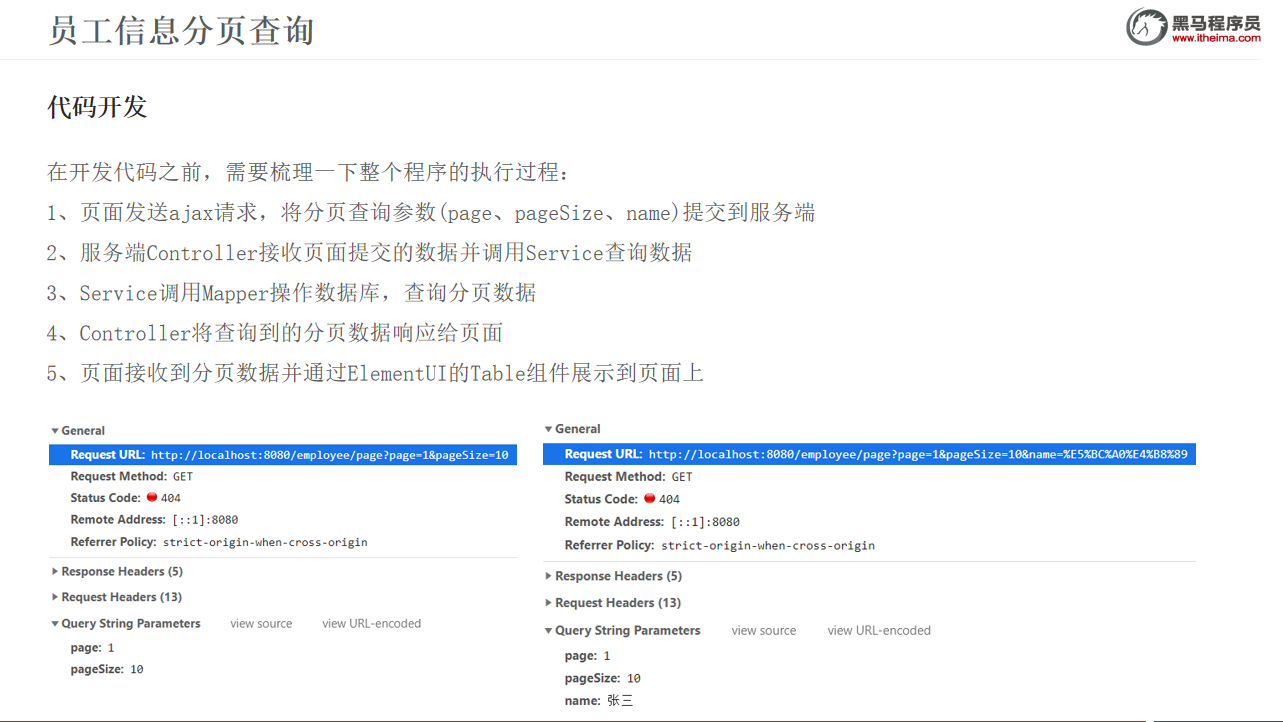 员工信息分页查询
黑马程序员
www.itheima.com
代码开发
在开发代码之前，需要梳理一下整个程序的执行过程：
1、页面发送ajax请求，将分页查询参数(page、pageSize、name)提交到服务端
2、服务端Controller接收页面提交的数据并调用Service查询数据
3、Service调用Mapper操作数据库，查询分页数据
4、Controller将查询到的分页数据响应给页面
5、页面接收到分页数据并通过ElementUI的Table组件展示到页面上
General
Request URL: http://localhost:8080/employee/page?page=1&pageSize=10
Request Method: GET
Status Code: 404
Remote Address: [::1]:8080
Referrer Policy: strict-origin-when-cross-origin
Response Headers (5)
Request Headers (13)
Query String Parameters view source view URL-encoded
page: 1
pageSize: 10
General
Request URL: http://localhost:8080/employee/page?page=1&pageSize=10&name=%E5%BC%A0%E4%B8%89
Request Method: GET
Status Code: 404
Remote Address: [::1]:8080
Referrer Policy: strict-origin-when-cross-origin
Response Headers (5)
Request Headers (13)
Query String Parameters view source view URL-encoded
page: 1
pageSize: 10
name: 张三